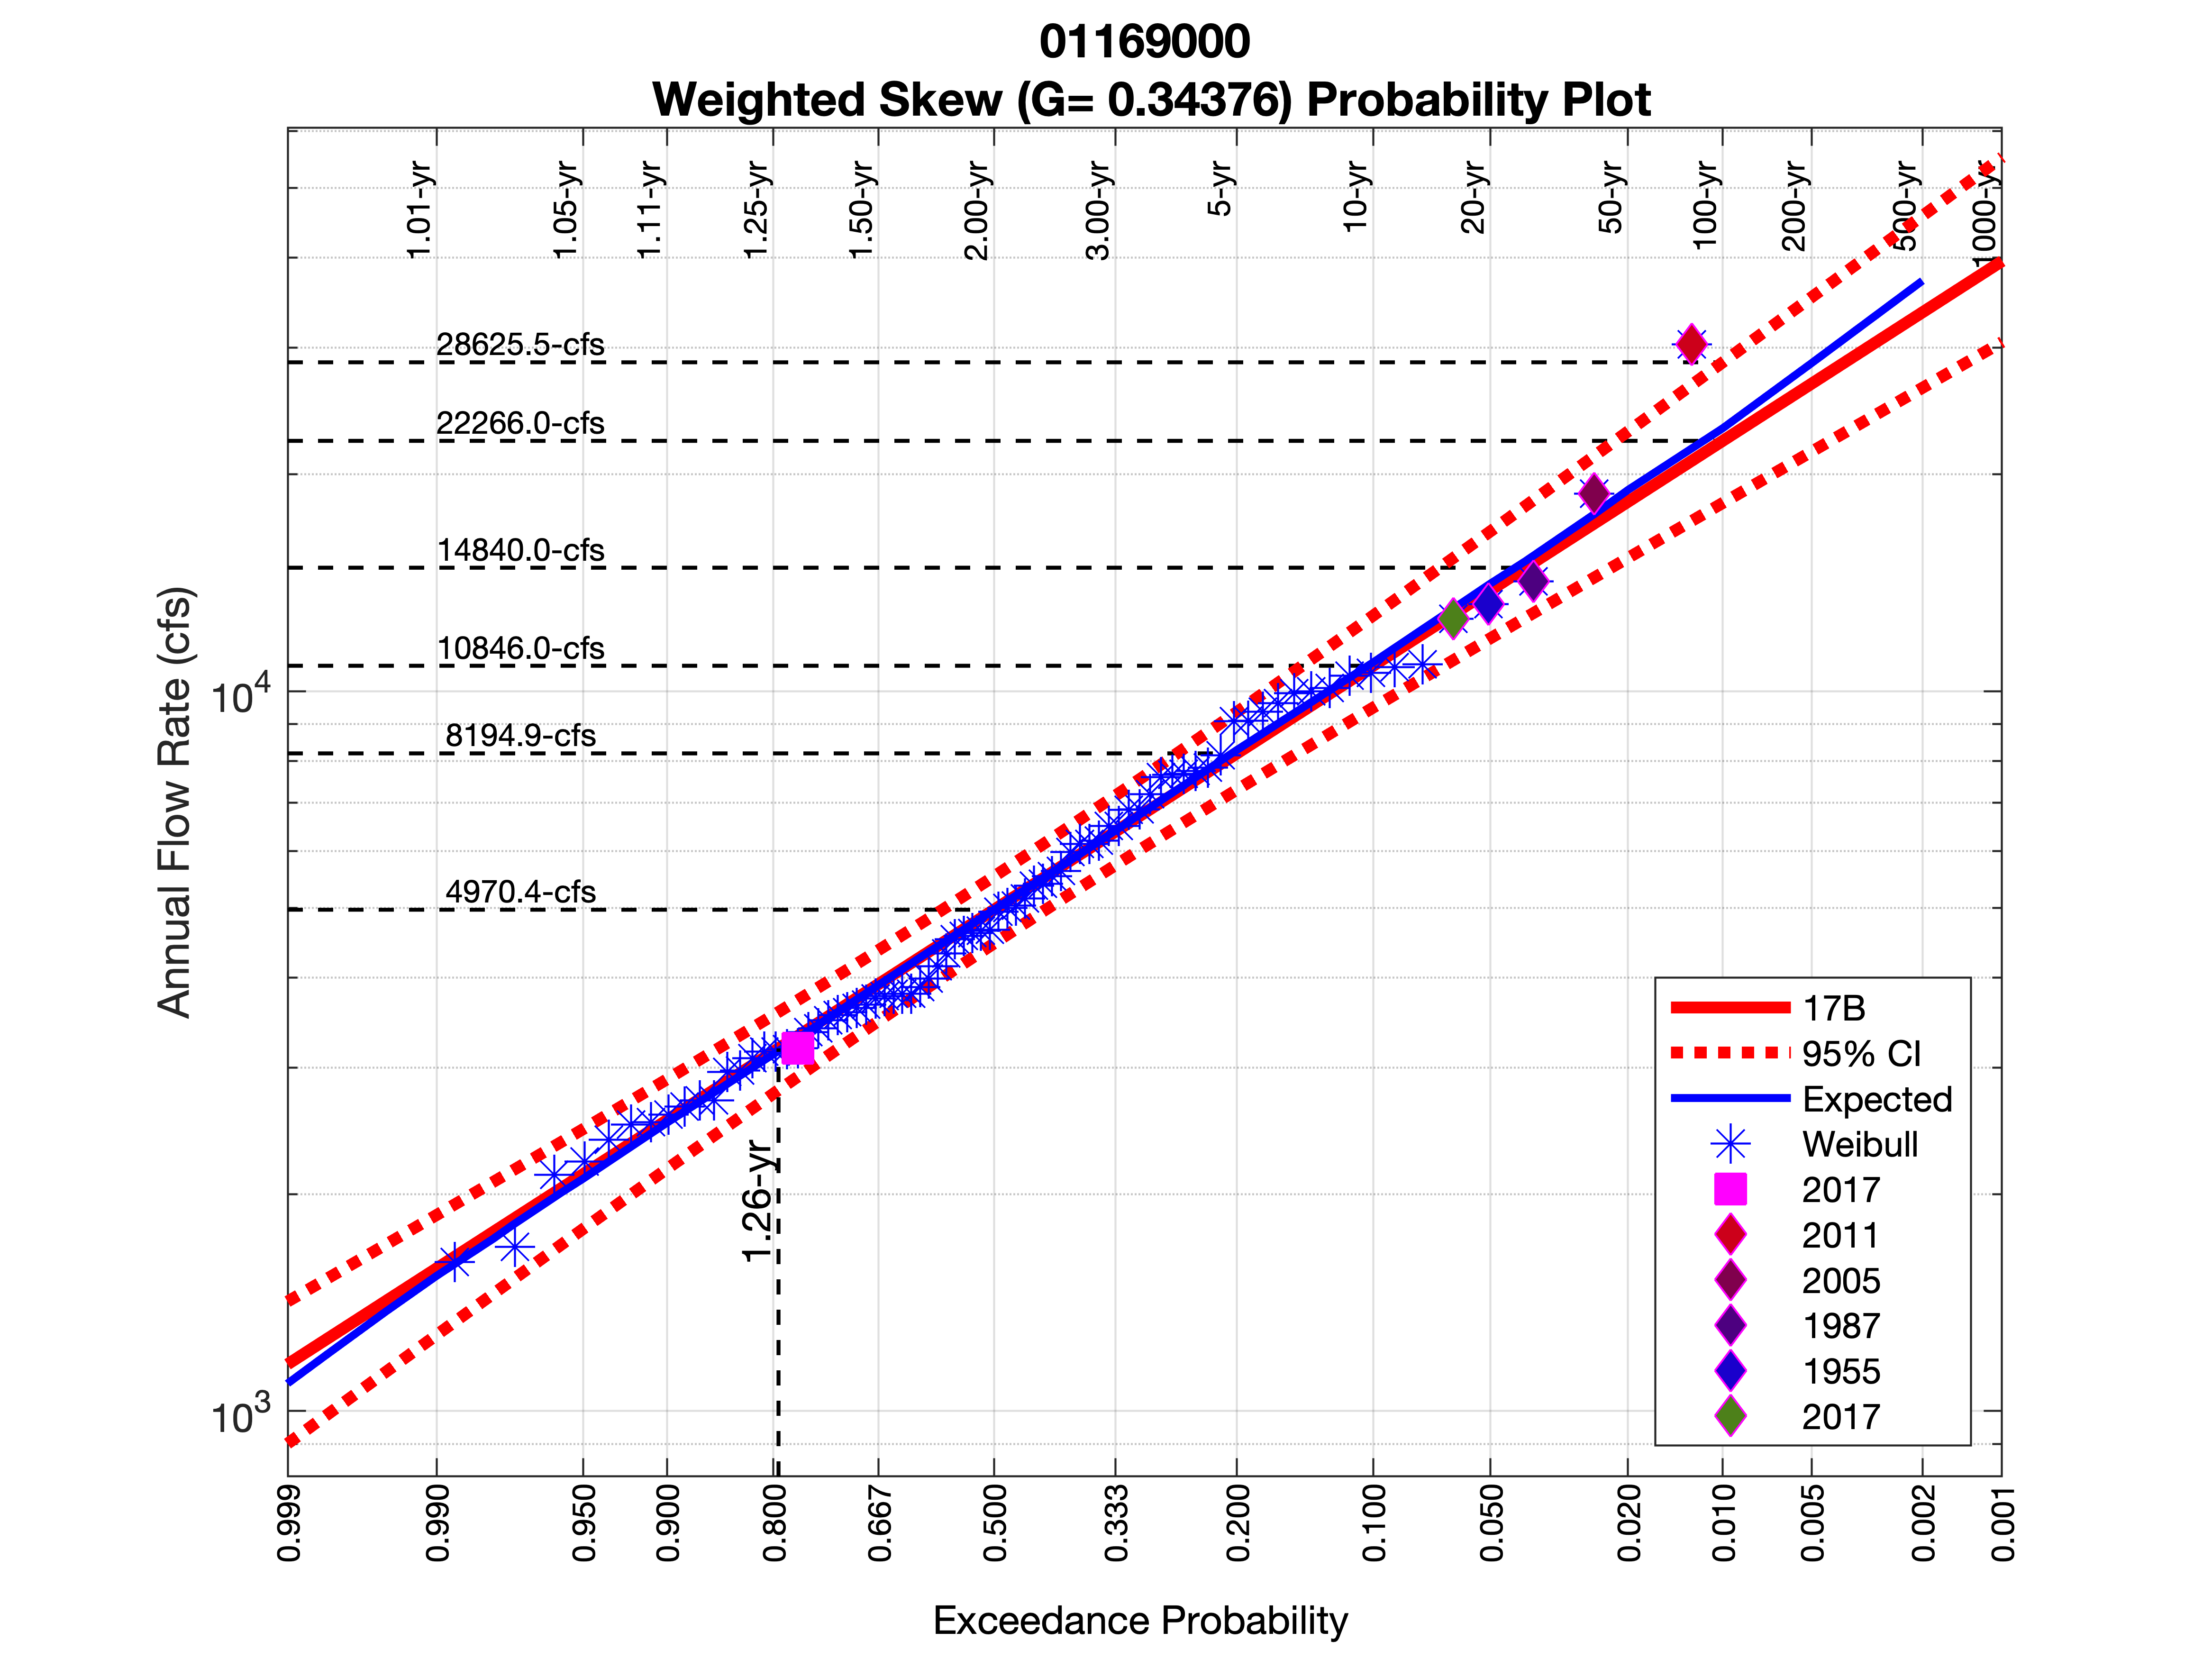 01169000
Weighted Skew (G= 0.34376) Probability Plot
1.01-yr
1.05-yr
1.11-yr
1.25-yr
1.50-yr
2.00-yr
3.00-yr
5-yr
10-yr
20-yr
50-yr
100-yr
200-yr
500-yr
1000-yr
28625.5-cfs
22266.0-cfs
14840.0-cfs
10846.0-cfs
8194.9-cfs
4970.4-cfs
1.26-yr
Annual Flow Rate (cfs)
10⁴
10³
17B
95% CI
Expected
Weibull
2017
2011
2005
1987
1955
2017
0.999
0.990
0.950
0.900
0.800
0.667
0.500
0.333
0.200
0.100
0.050
0.020
0.010
0.005
0.002
0.001
Exceedance Probability